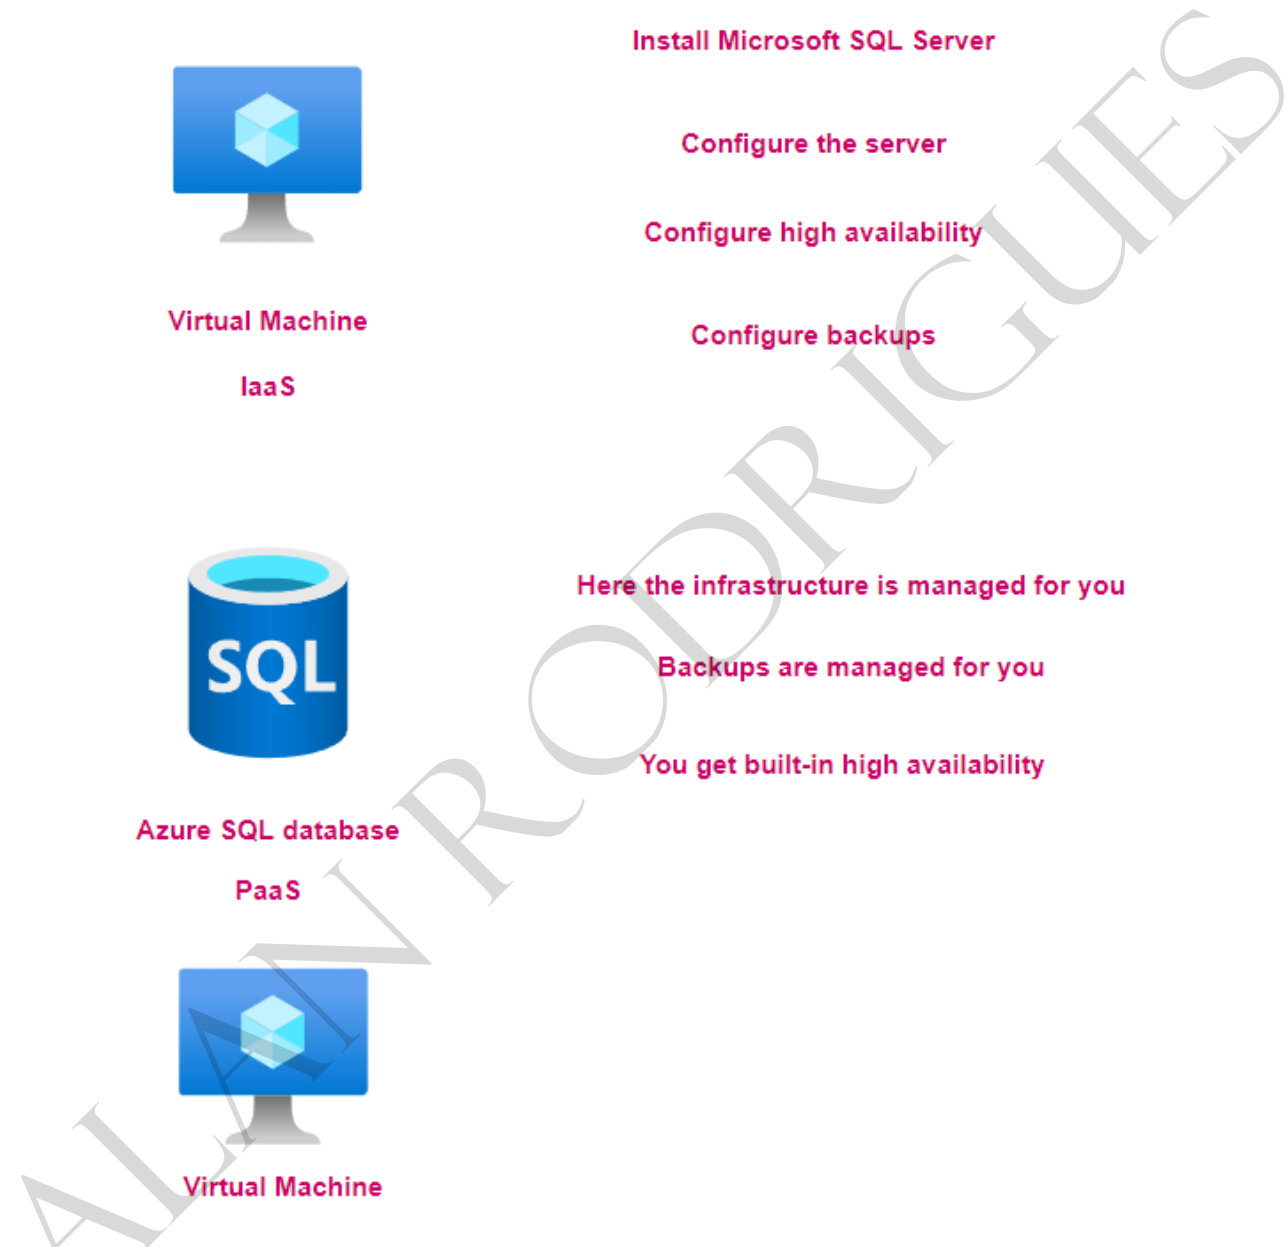 Install Microsoft SQL Server
Configure the server
Configure high availability
Virtual Machine
Configure backups
IaaS
Here the infrastructure is managed for you
SQL
Backups are managed for you
You get built-in high availability
Azure SQL database
PaaS
Virtual Machine
ALAN RODRIGUES